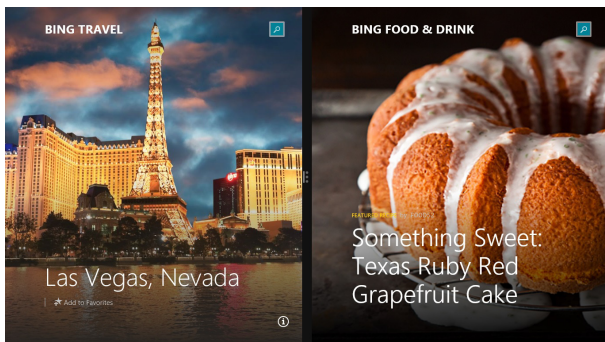 BING TRAVEL
Las Vegas, Nevada
Add to Favorites
BING FOOD & DRINK
Something Sweet:
Texas Ruby Red
Grapefruit Cake